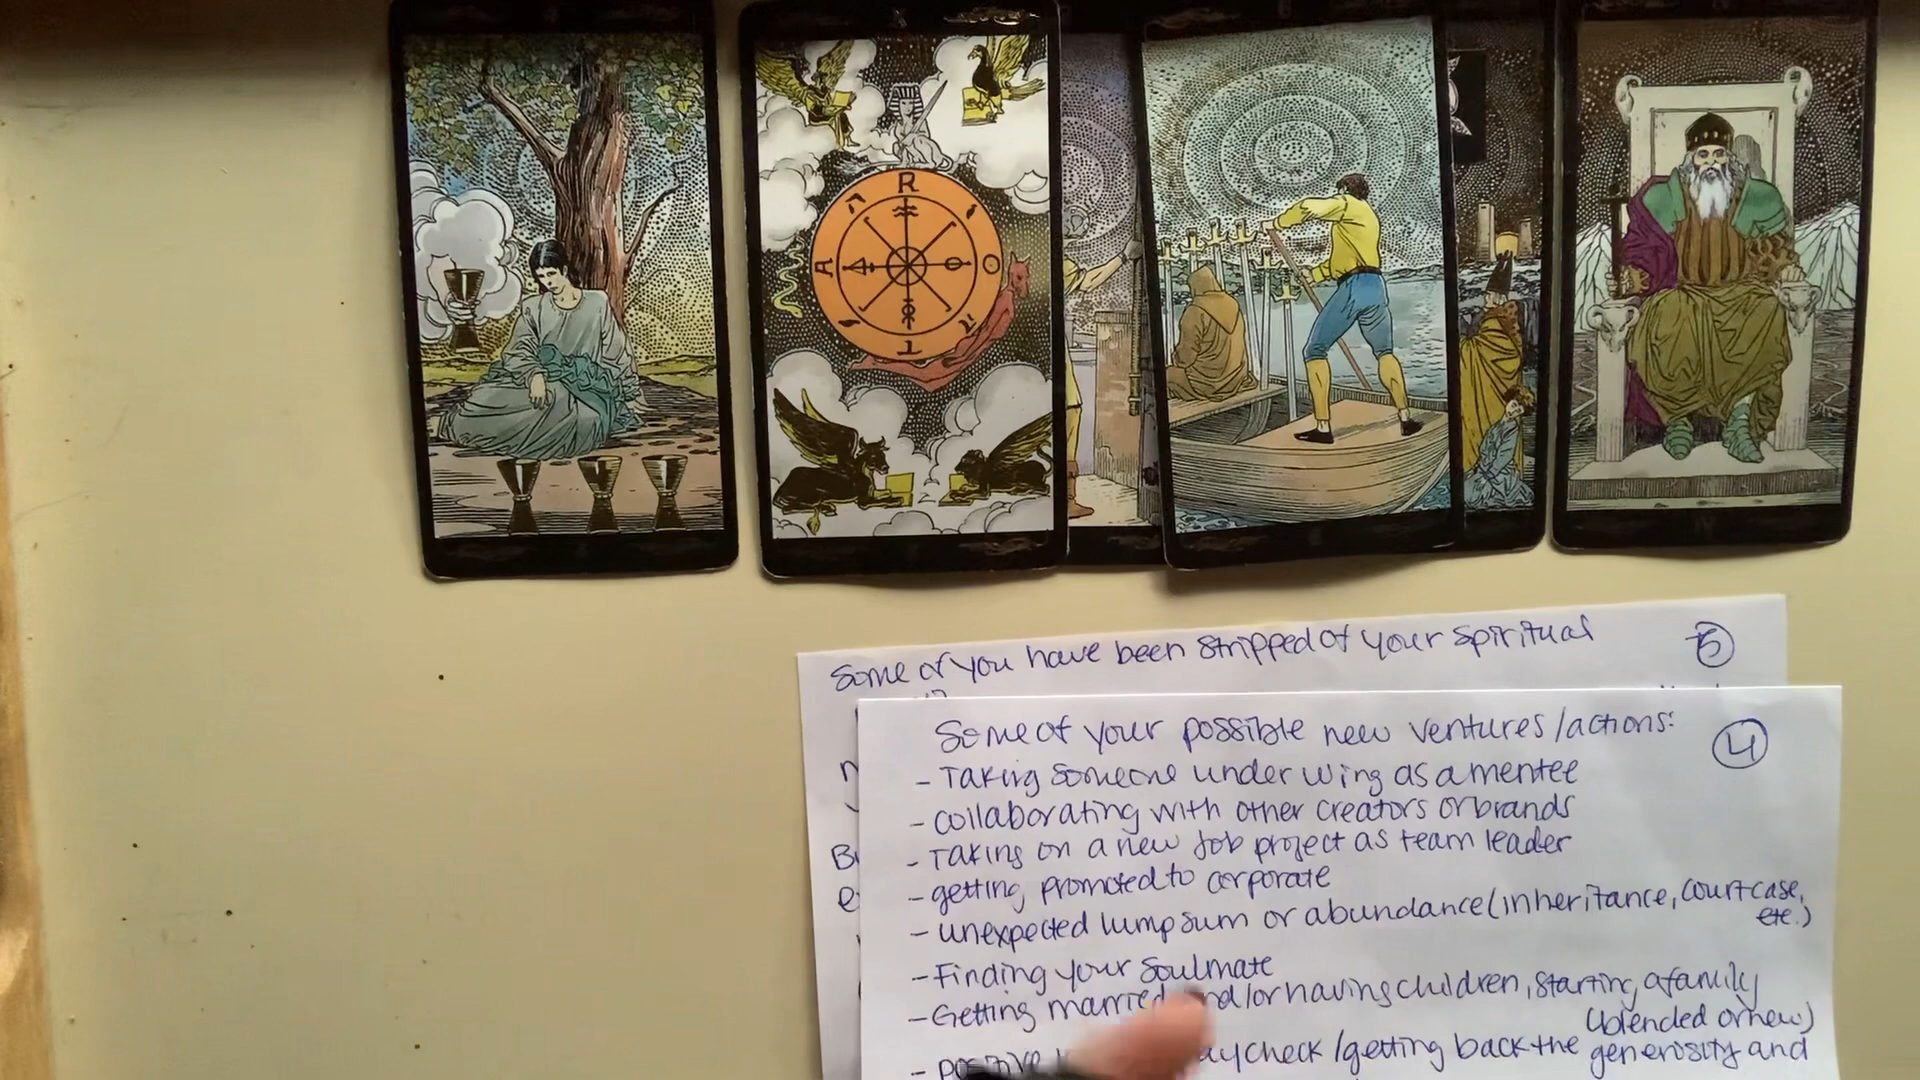 X
IV
R
A
O
T
IV
Some of you have been stripped of your spiritual
5
Some of your possible new ventures/actions:
4
- Taking someone under wing as a mentee
- collaborating with other creators or brands
- Taking on a new job project as team leader
- getting promoted to corporate
- unexpected lump sum or abundance (inheritance, court case,
etc.)
- Finding your soulmate
- Getting married and/or having children, starting a family
(blended or new)
- paycheck/getting back the generosity and